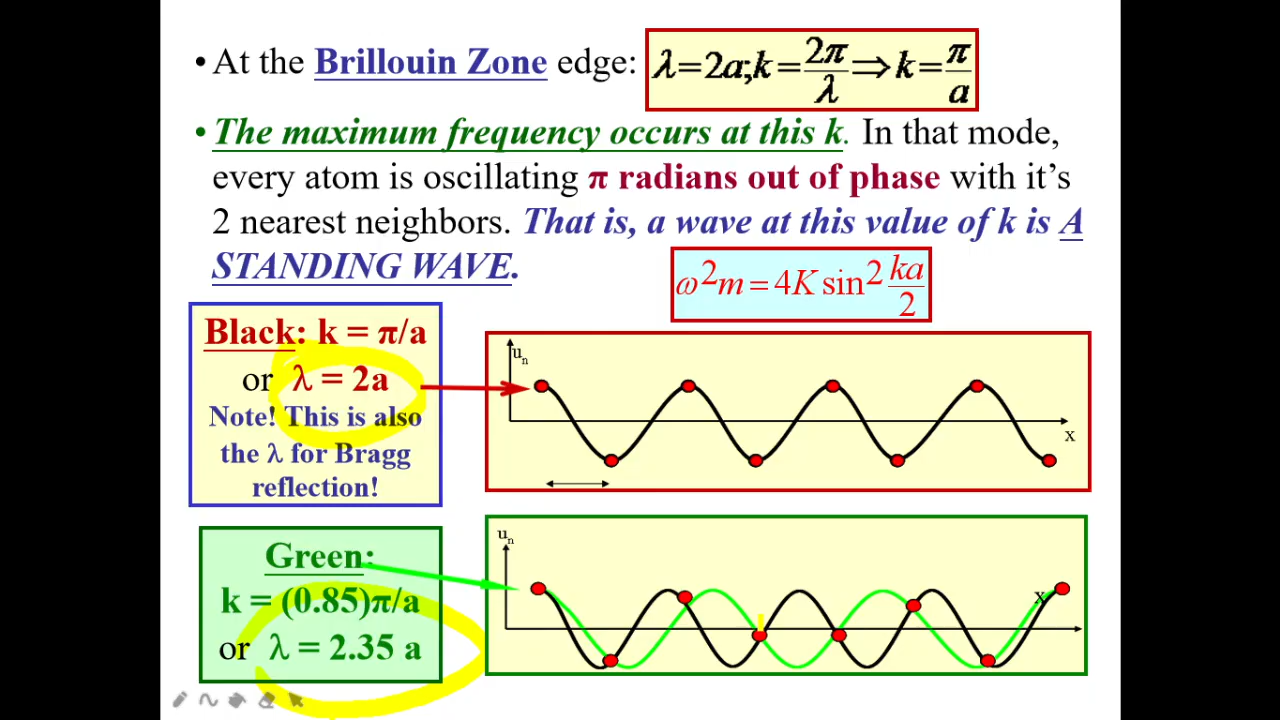 • At the Brillouin Zone edge: λ=2a;k=2π/λ⇒k=π/a
• The maximum frequency occurs at this k. In that mode,
every atom is oscillating π radians out of phase with it’s
2 nearest neighbors. That is, a wave at this value of k is A
STANDING WAVE.
ω²m = 4K sin² ka/2
Black: k = π/a
or λ = 2a
Note! This is also
the λ for Bragg
reflection!
uₙ
x
Green:
k = (0.85)π/a
or λ = 2.35 a
uₙ
x